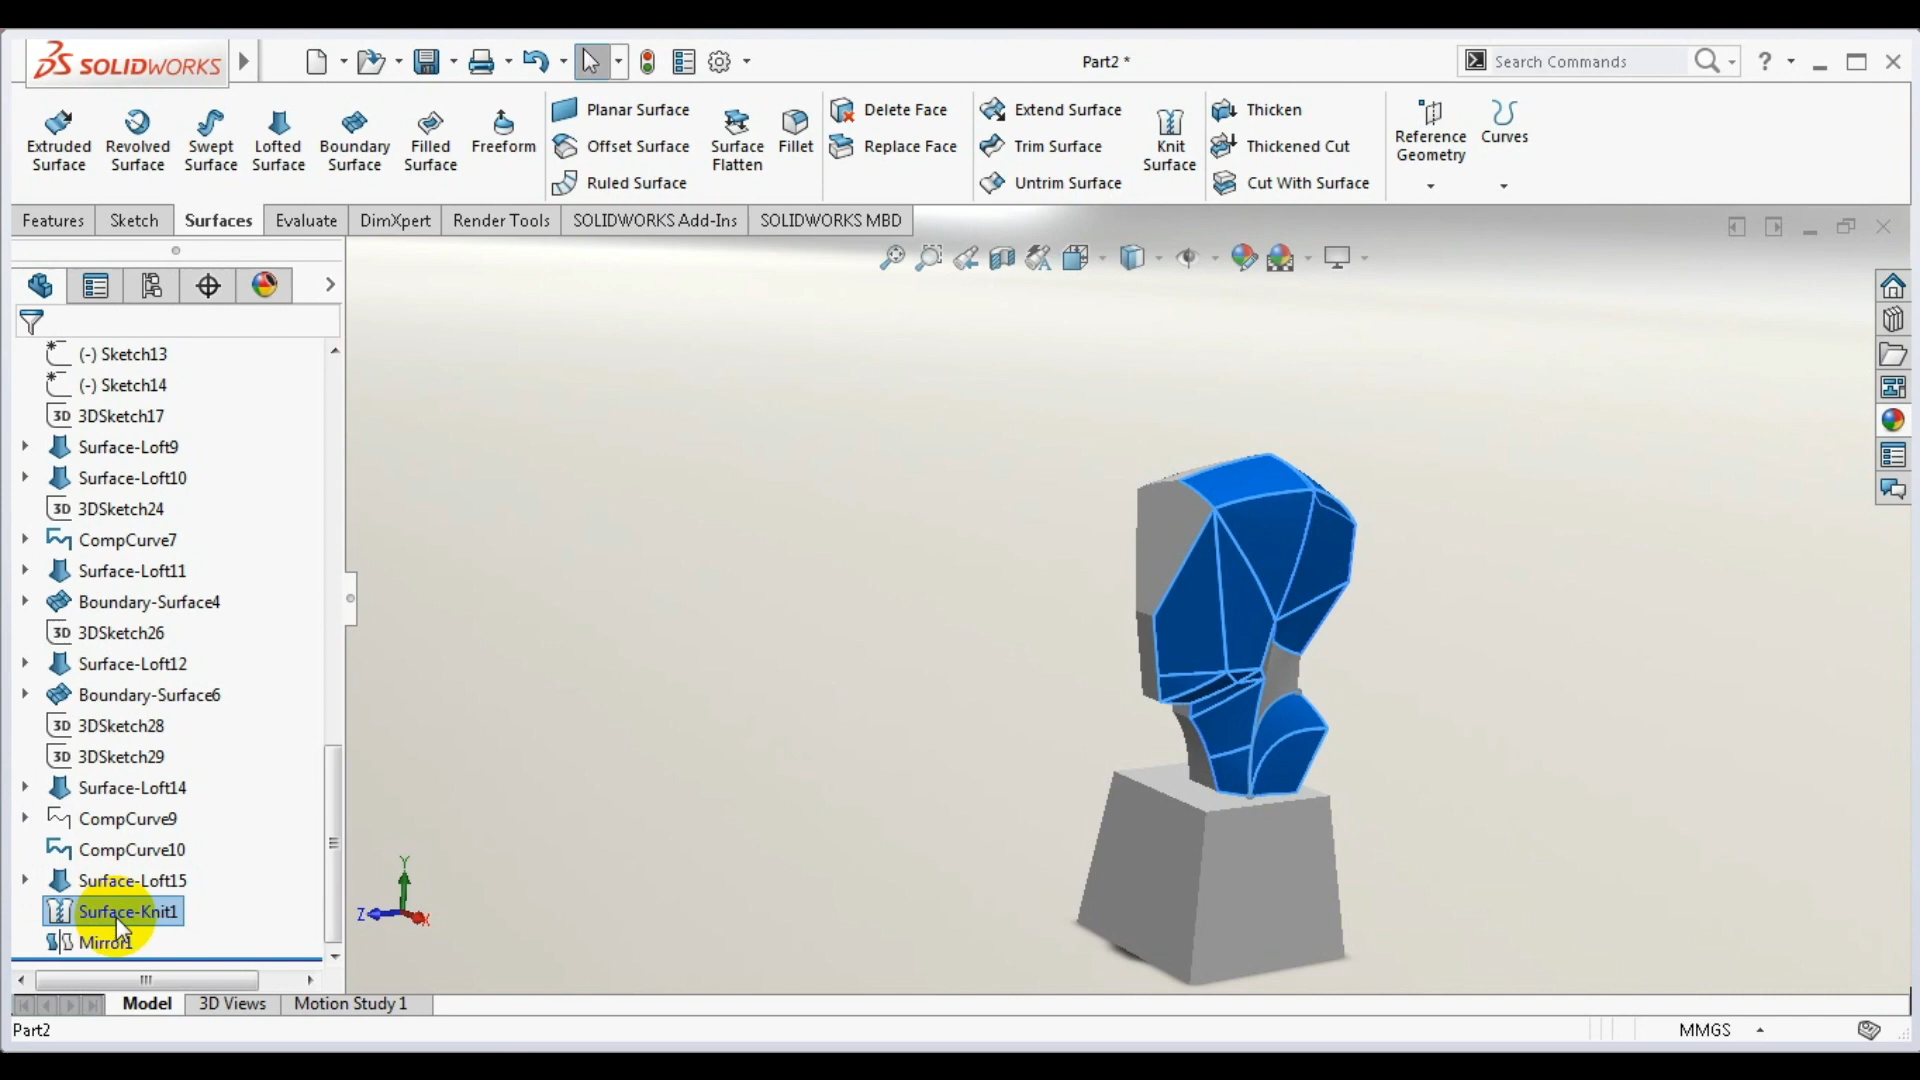 SOLIDWORKS
Part2 *
Search Commands
?
Extruded Surface
Revolved Surface
Swept Surface
Lofted Surface
Boundary Surface
Filled Surface
Freeform
Planar Surface
Offset Surface
Ruled Surface
Surface Flatten
Fillet
Delete Face
Replace Face
Extend Surface
Trim Surface
Untrim Surface
Knit Surface
Thicken
Thickened Cut
Cut With Surface
Reference Geometry
Curves
Features
Sketch
Surfaces
Evaluate
DimXpert
Render Tools
SOLIDWORKS Add-Ins
SOLIDWORKS MBD
(-) Sketch13
(-) Sketch14
3D 3DSketch17
Surface-Loft9
Surface-Loft10
3D 3DSketch24
CompCurve7
Surface-Loft11
Boundary-Surface4
3D 3DSketch26
Surface-Loft12
Boundary-Surface6
3D 3DSketch28
3D 3DSketch29
Surface-Loft14
CompCurve9
CompCurve10
Surface-Loft15
Surface-Knit1
Mirror1
Y
Z
X
Model
3D Views
Motion Study 1
Part2
MMGS